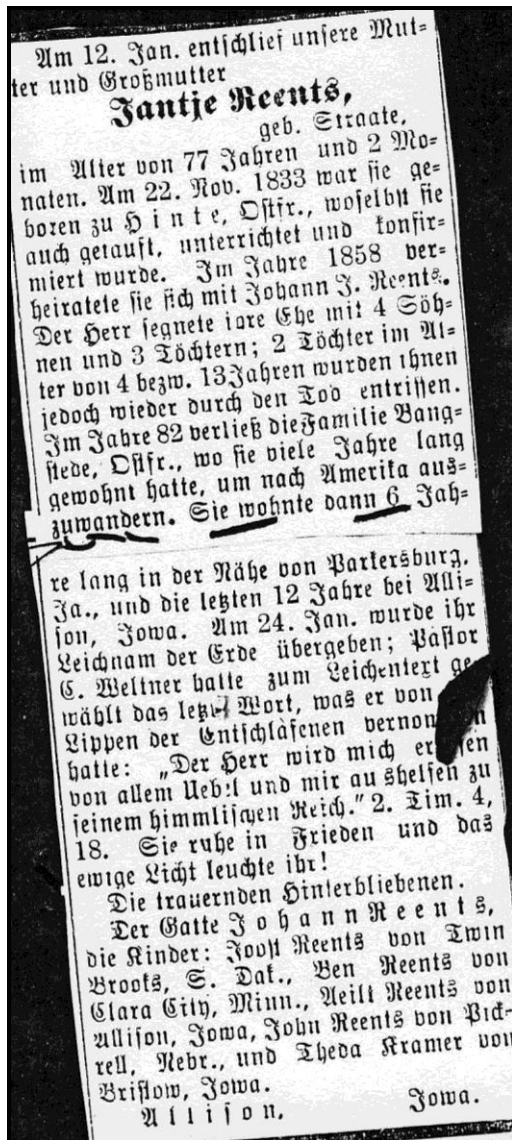 Am 12. Jan. entschlief unsere Mut-
ter und Großmutter
Jantje Reents,
geb. Straate,
im Alter von 77 Jahren und 2 Mo-
naten. Am 22. Nov. 1833 war sie ge-
boren zu Hinte, Ostfr., woselbst sie
auch getauft, unterrichtet und konfir-
miert wurde. Im Jahre 1858 ver-
heiratete sie sich mit Johann J. Reents.
Der Herr segnete ihre Ehe mit 4 Söh-
nen und 3 Töchtern; 2 Töchter im Al-
ter von 4 bezw. 13 Jahren wurden ihnen
jedoch wieder durch den Tod entrissen.
Im Jahre 82 verließ die Familie Bang-
stede, Ostfr., wo sie viele Jahre lang
gewohnt hatte, um nach Amerika aus-
zuwandern. Sie wohnte dann 6 Jah-
re lang in der Nähe von Parkersburg,
Ja., und die letzten 12 Jahre bei Alli-
son, Iowa. Am 24. Jan. wurde ihr
Leichnam der Erde übergeben; Pastor
C. Weltner hatte zum Leichentext ge-
wählt das letzte Wort, was er von
Lippen der Entschlafenen vernommen
hatte: „Der Herr wird mich erlösen
von allem Uebel und mir aushelfen zu
seinem himmlischen Reich." 2. Tim. 4,
18. Sie ruhe in Frieden und das
ewige Licht leuchte ihr!
Die trauernden Hinterbliebenen.
Der Gatte Johann Reents,
die Kinder: Joost Reents von Twin
Brooks, S. Dak., Ben Reents von
Clara City, Minn., Aeilt Reents von
Allison, Iowa, John Reents von Pick-
rell, Nebr., und Theda Kramer von
Bristow, Iowa.
Allison, Iowa.